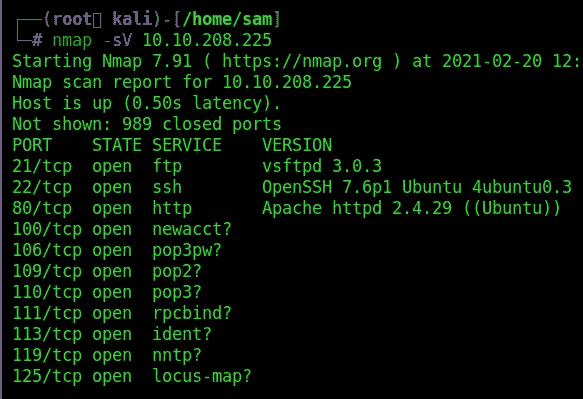 ┌──(root kali)-[/home/sam]
└─# nmap -sV 10.10.208.225
Starting Nmap 7.91 ( https://nmap.org ) at 2021-02-20 12:
Nmap scan report for 10.10.208.225
Host is up (0.50s latency).
Not shown: 989 closed ports
PORT    STATE SERVICE    VERSION
21/tcp  open  ftp        vsftpd 3.0.3
22/tcp  open  ssh        OpenSSH 7.6p1 Ubuntu 4ubuntu0.3
80/tcp  open  http       Apache httpd 2.4.29 ((Ubuntu))
100/tcp open  newacct?
106/tcp open  pop3pw?
109/tcp open  pop2?
110/tcp open  pop3?
111/tcp open  rpcbind?
113/tcp open  ident?
119/tcp open  nntp?
125/tcp open  locus-map?